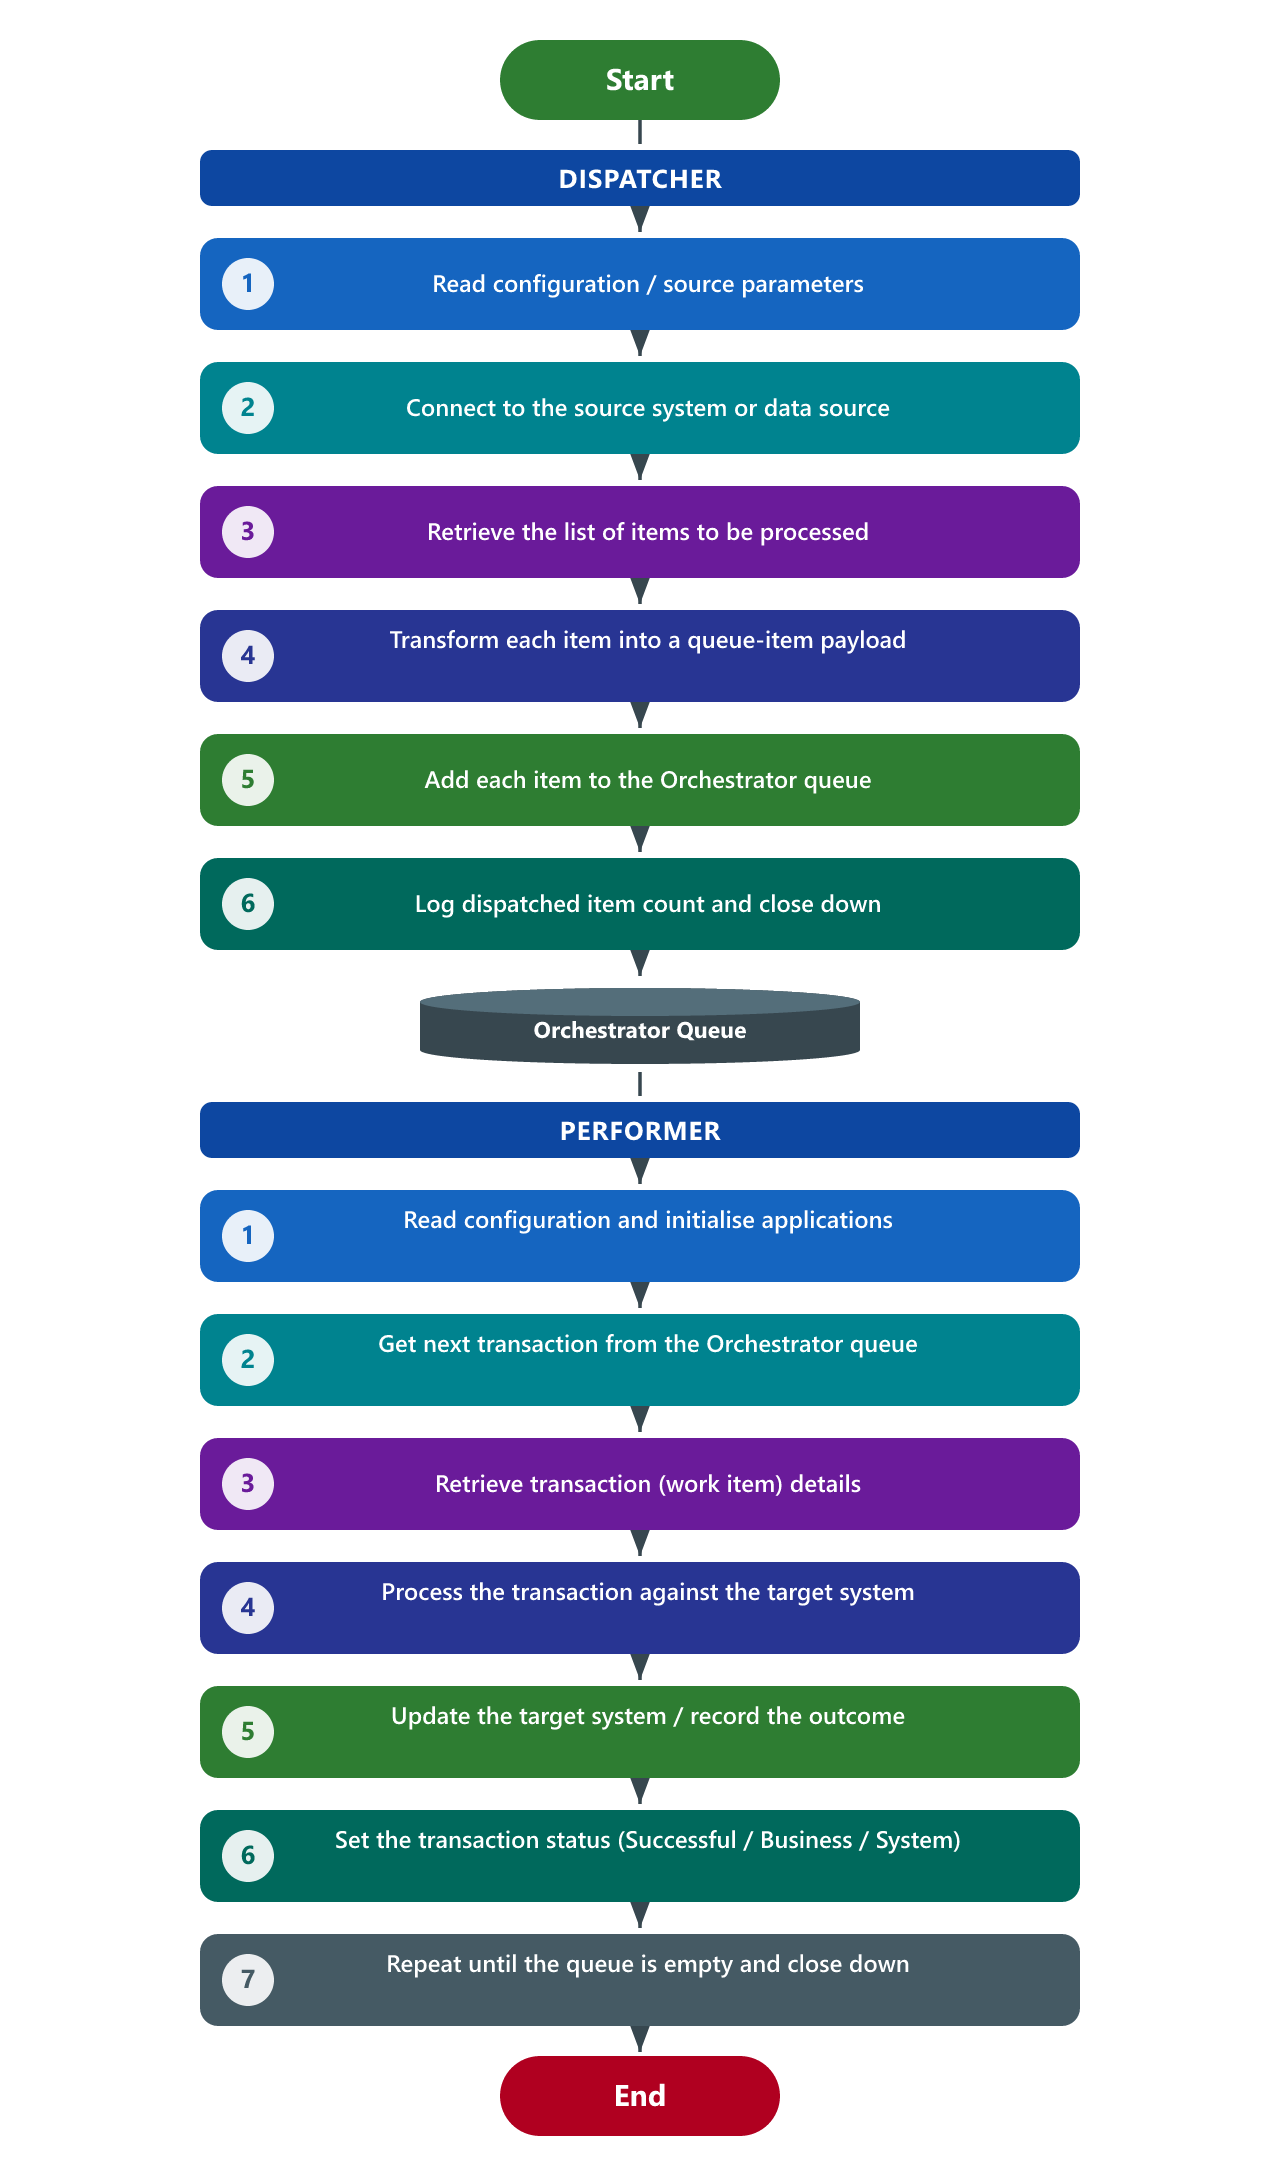 Start
DISPATCHER
1
Read configuration / source parameters
2
Connect to the source system or data source
3
Retrieve the list of items to be processed
4
Transform each item into a queue-item payload
5
Add each item to the Orchestrator queue
6
Log dispatched item count and close down
Orchestrator Queue
PERFORMER
1
Read configuration and initialise applications
2
Get next transaction from the Orchestrator queue
3
Retrieve transaction (work item) details
4
Process the transaction against the target system
5
Update the target system / record the outcome
6
Set the transaction status (Successful / Business / System)
7
Repeat until the queue is empty and close down
End